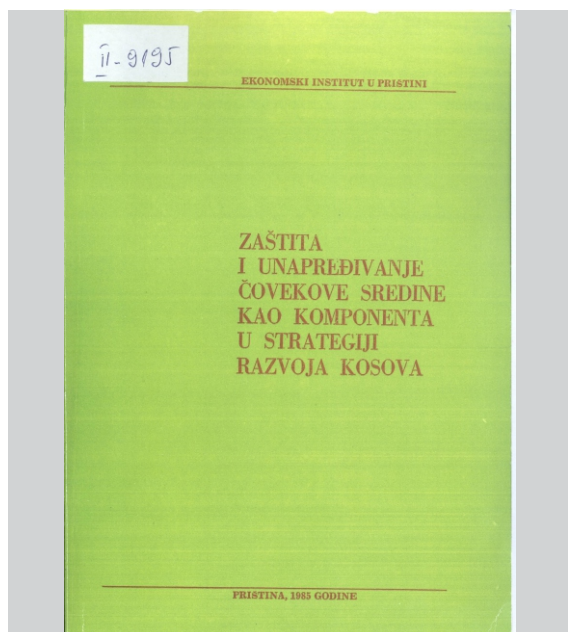 II-9195
EKONOMSKI INSTITUT U PRIŠTINI
ZAŠTITA
I UNAPREĐIVANJE
ČOVEKOVE SREDINE
KAO KOMPONENTA
U STRATEGIJI
RAZVOJA KOSOVA
PRIŠTINA, 1985 GODINE